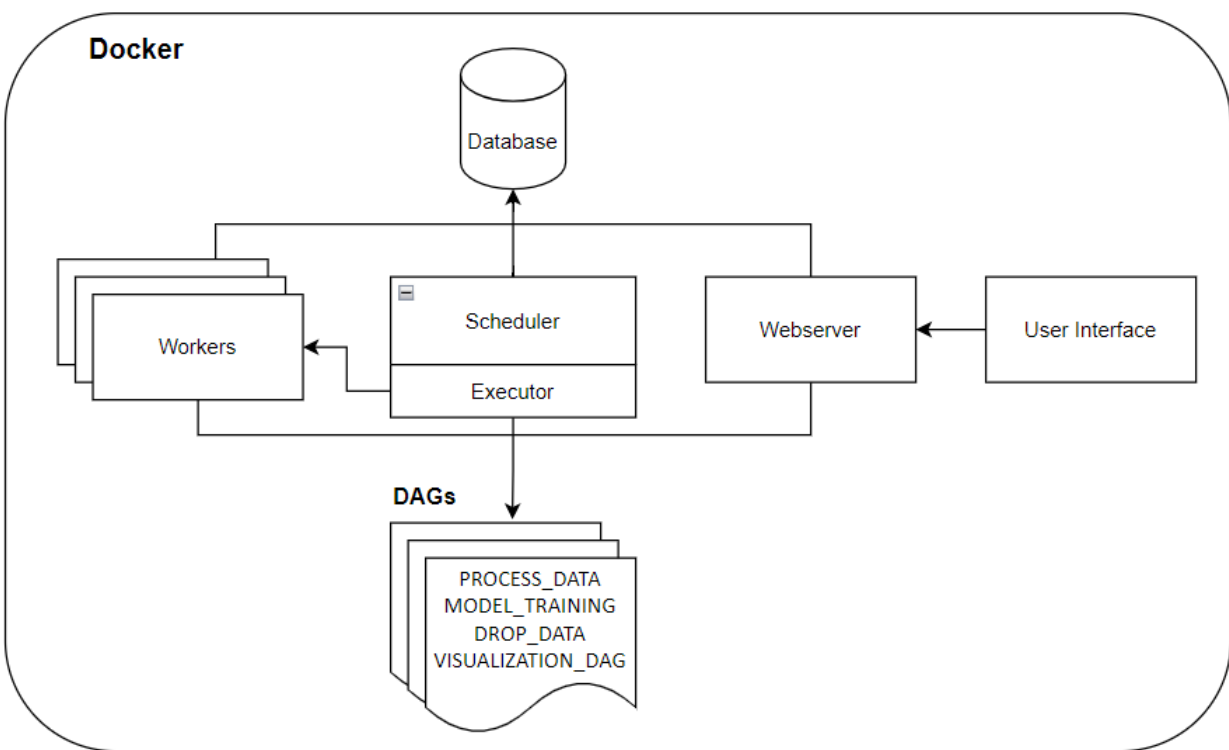 Docker
Database
Workers
Scheduler
Executor
Webserver
User Interface
DAGs
PROCESS_DATA
MODEL_TRAINING
DROP_DATA
VISUALIZATION_DAG